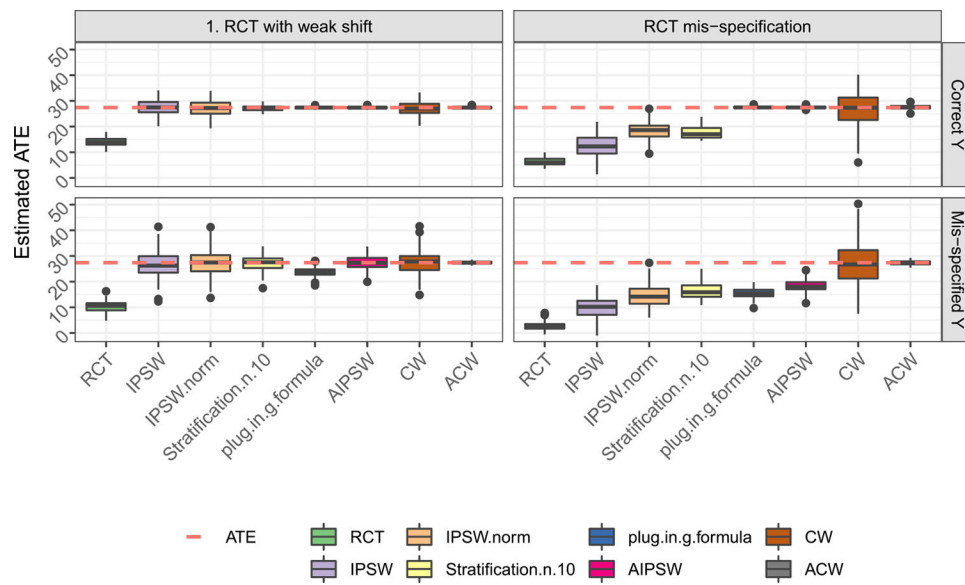 1. RCT with weak shift
RCT mis−specification
Estimated ATE
50
40
30
20
10
0
Correct Y
50
40
30
20
10
0
Mis−specified Y
RCT
IPSW
IPSW.norm
Stratification.n.10
plug.in.g.formula
AIPSW
CW
ACW
RCT
IPSW
IPSW.norm
Stratification.n.10
plug.in.g.formula
AIPSW
CW
ACW
ATE
RCT
IPSW.norm
plug.in.g.formula
CW
IPSW
Stratification.n.10
AIPSW
ACW